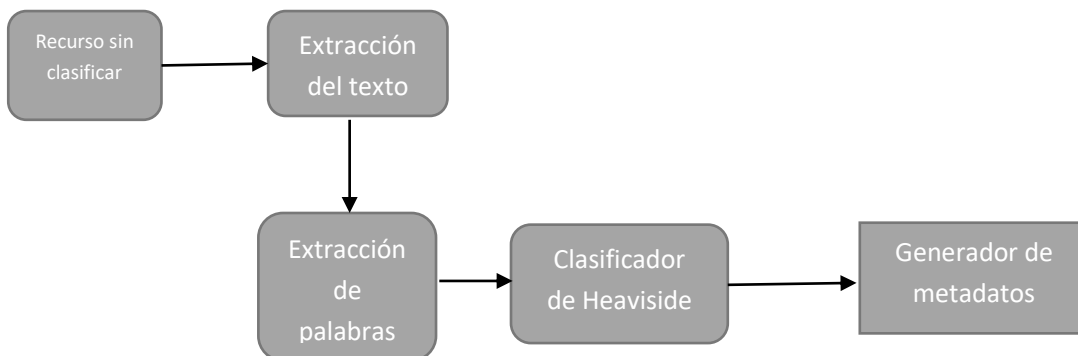 Recurso sin
clasificar
Extracción
del texto
Extracción
de
palabras
Clasificador
de Heaviside
Generador de
metadatos